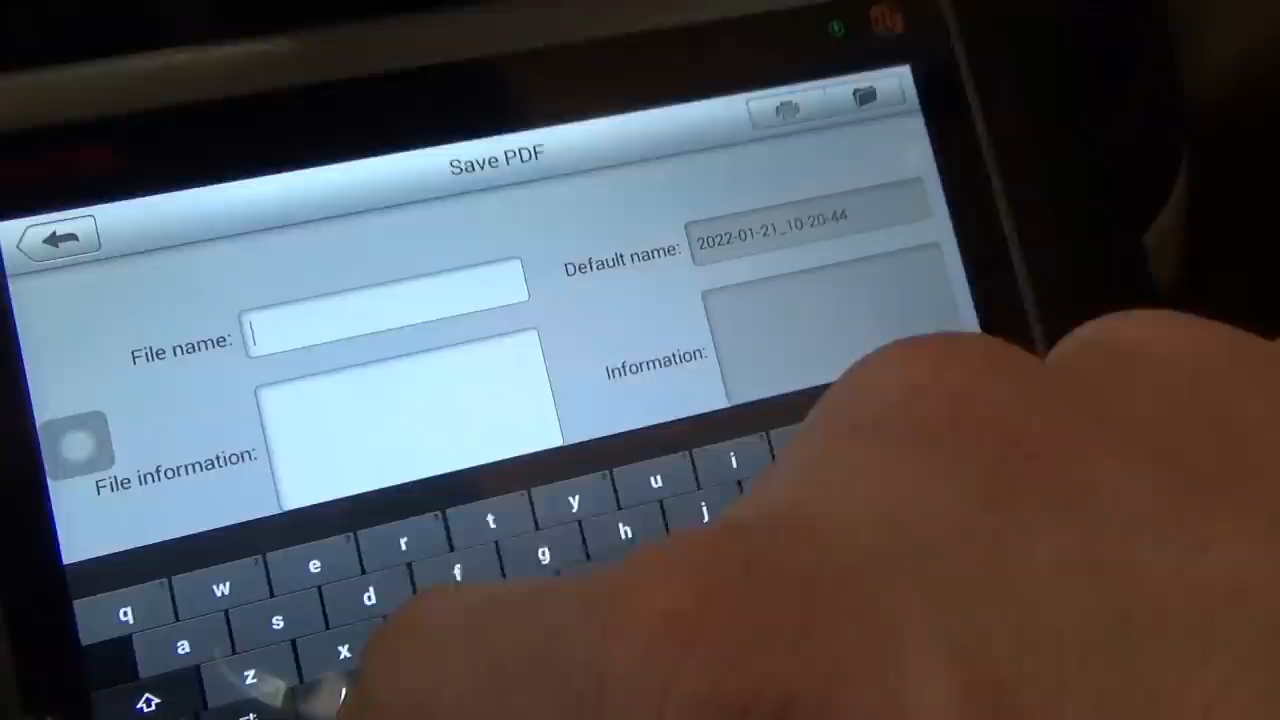 Save PDF
Default name:
2022-01-21_10-20-44
File name:
Information:
File information:
q w e r t y u i
a s d f g h j
z x